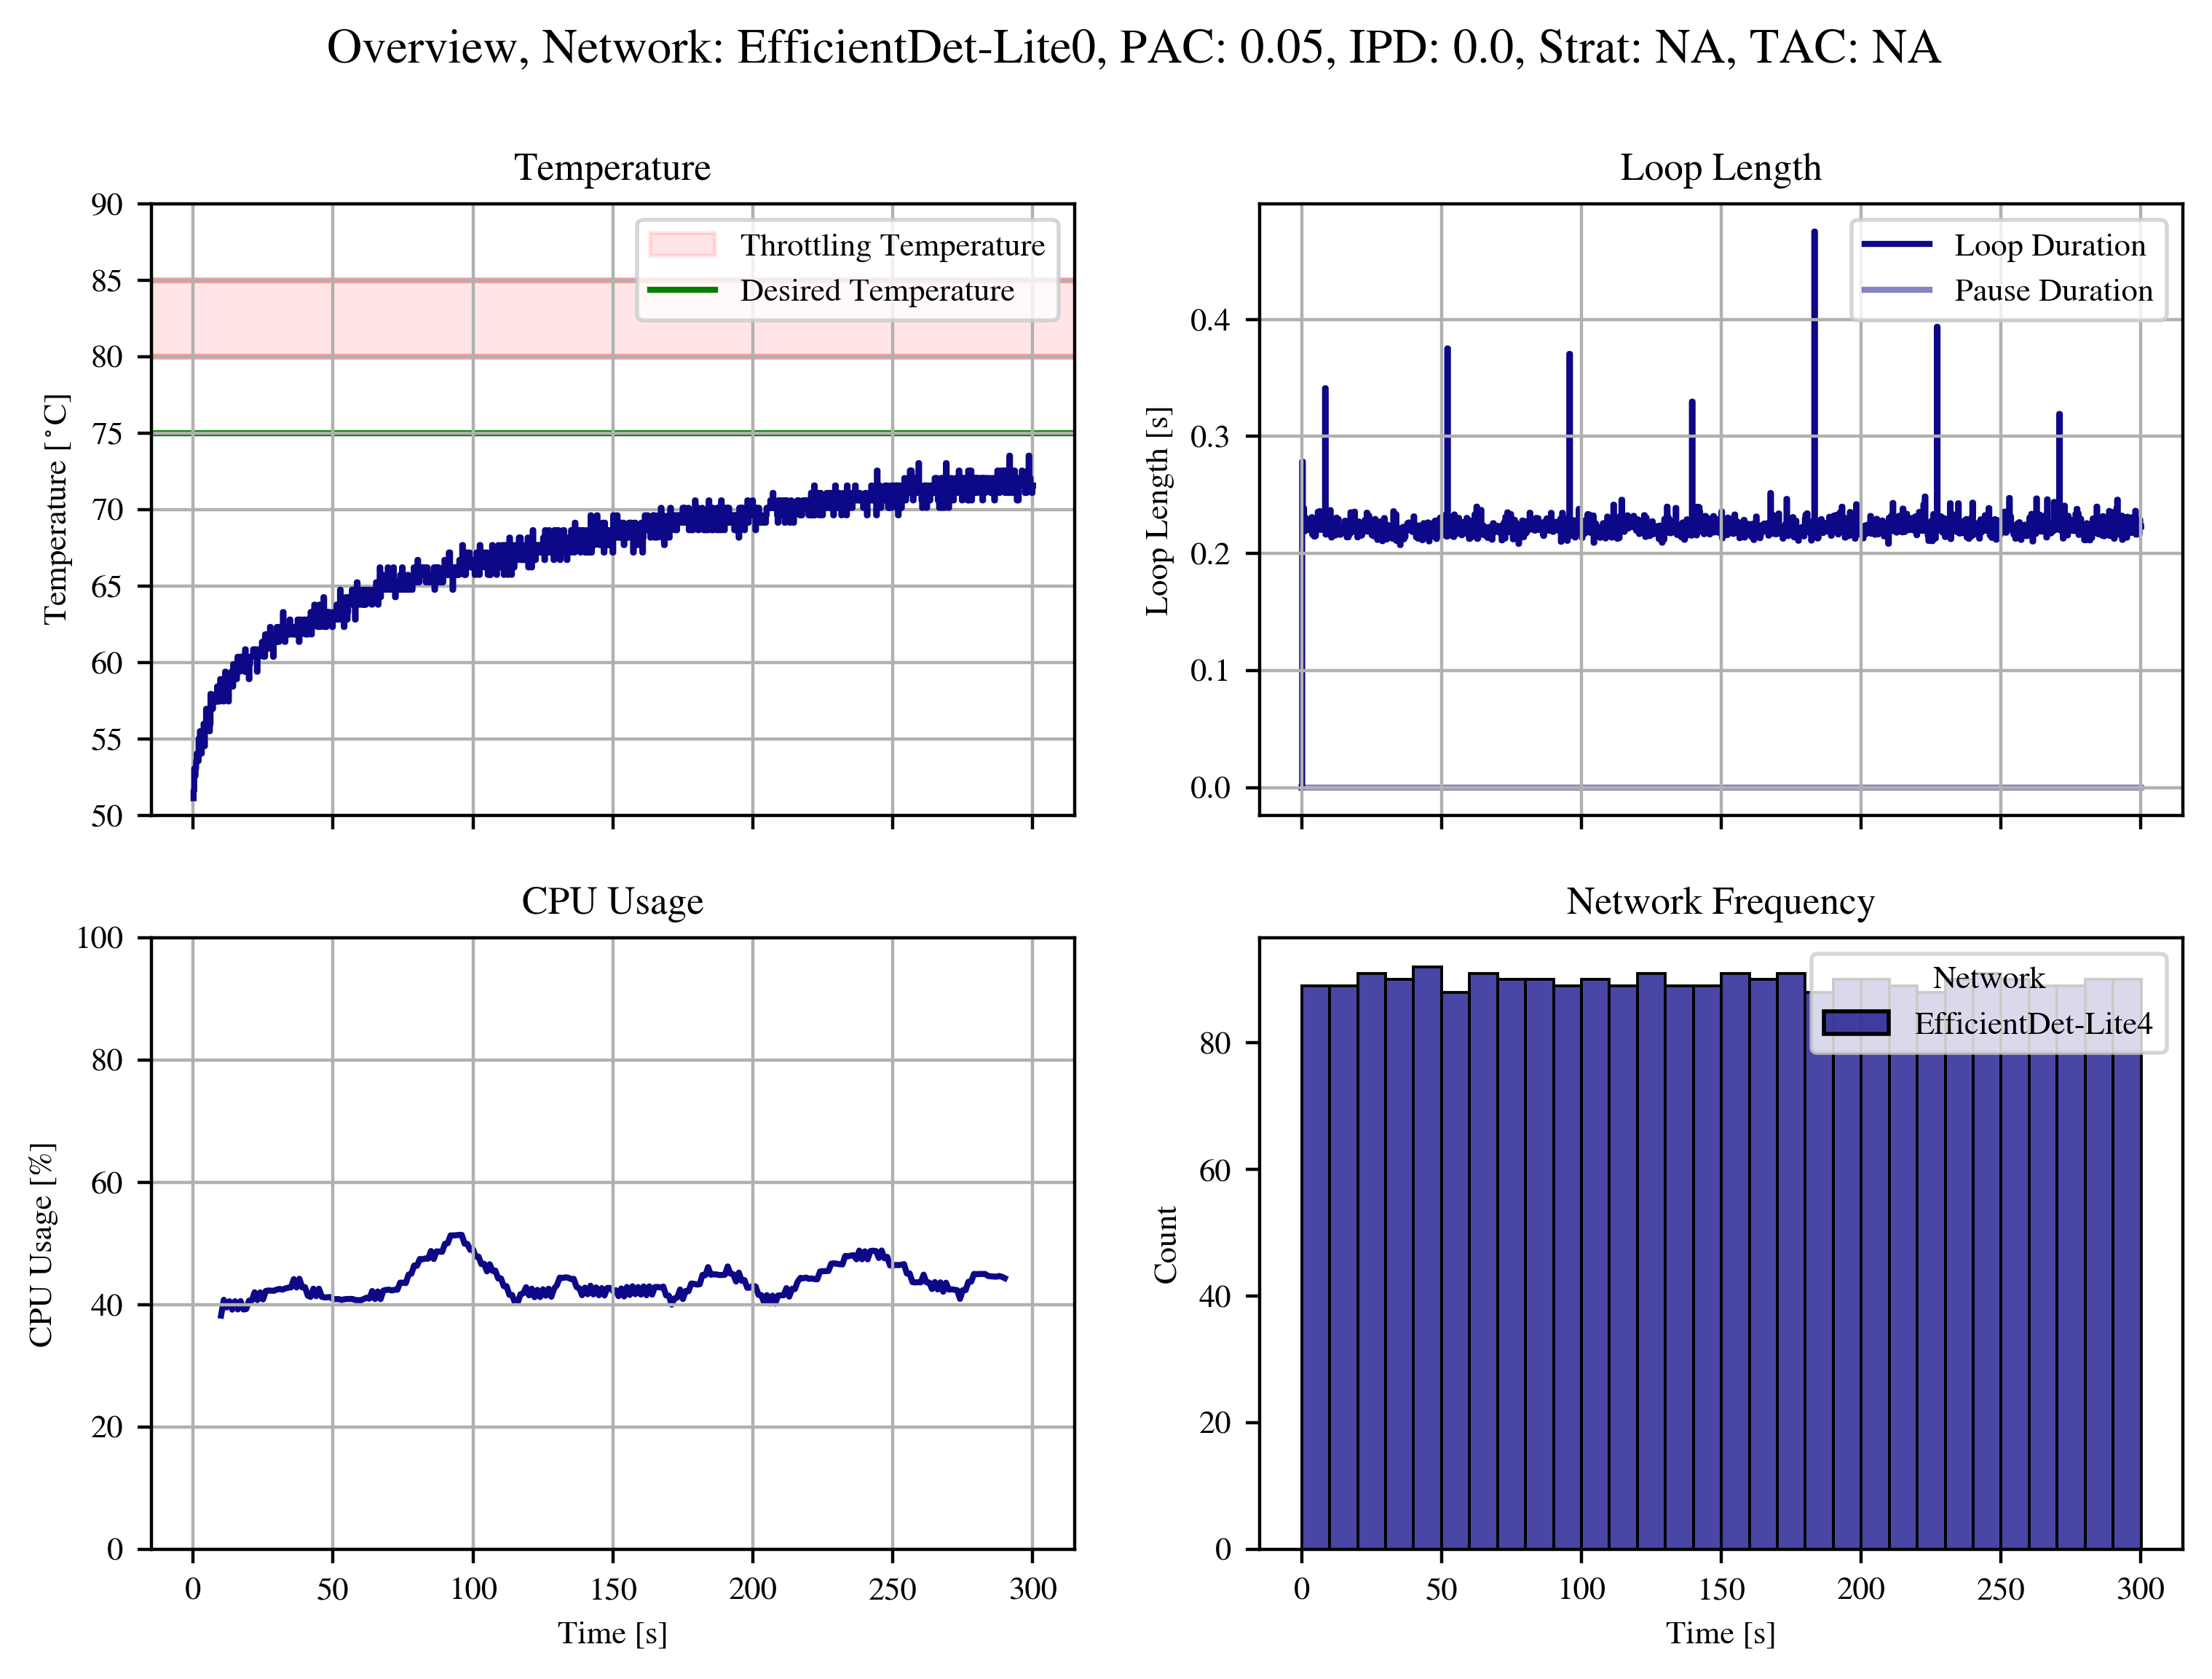 Overview, Network: EfficientDet-Lite0, PAC: 0.05, IPD: 0.0, Strat: NA, TAC: NA
Temperature
90
85
80
75
70
65
60
55
50
Temperature [°C]
Throttling Temperature
Desired Temperature
Loop Length
0.4
0.3
0.2
0.1
0.0
Loop Length [s]
Loop Duration
Pause Duration
CPU Usage
100
80
60
40
20
0
CPU Usage [%]
0 50 100 150 200 250 300
Time [s]
Network Frequency
80
60
40
20
0
Count
Network
EfficientDet-Lite4
0 50 100 150 200 250 300
Time [s]